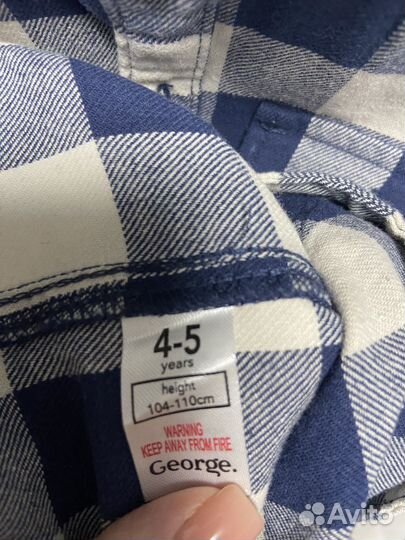 4-5
years
height
104-110cm
WARNING
KEEP AWAY FROM FIRE
George.
Avito